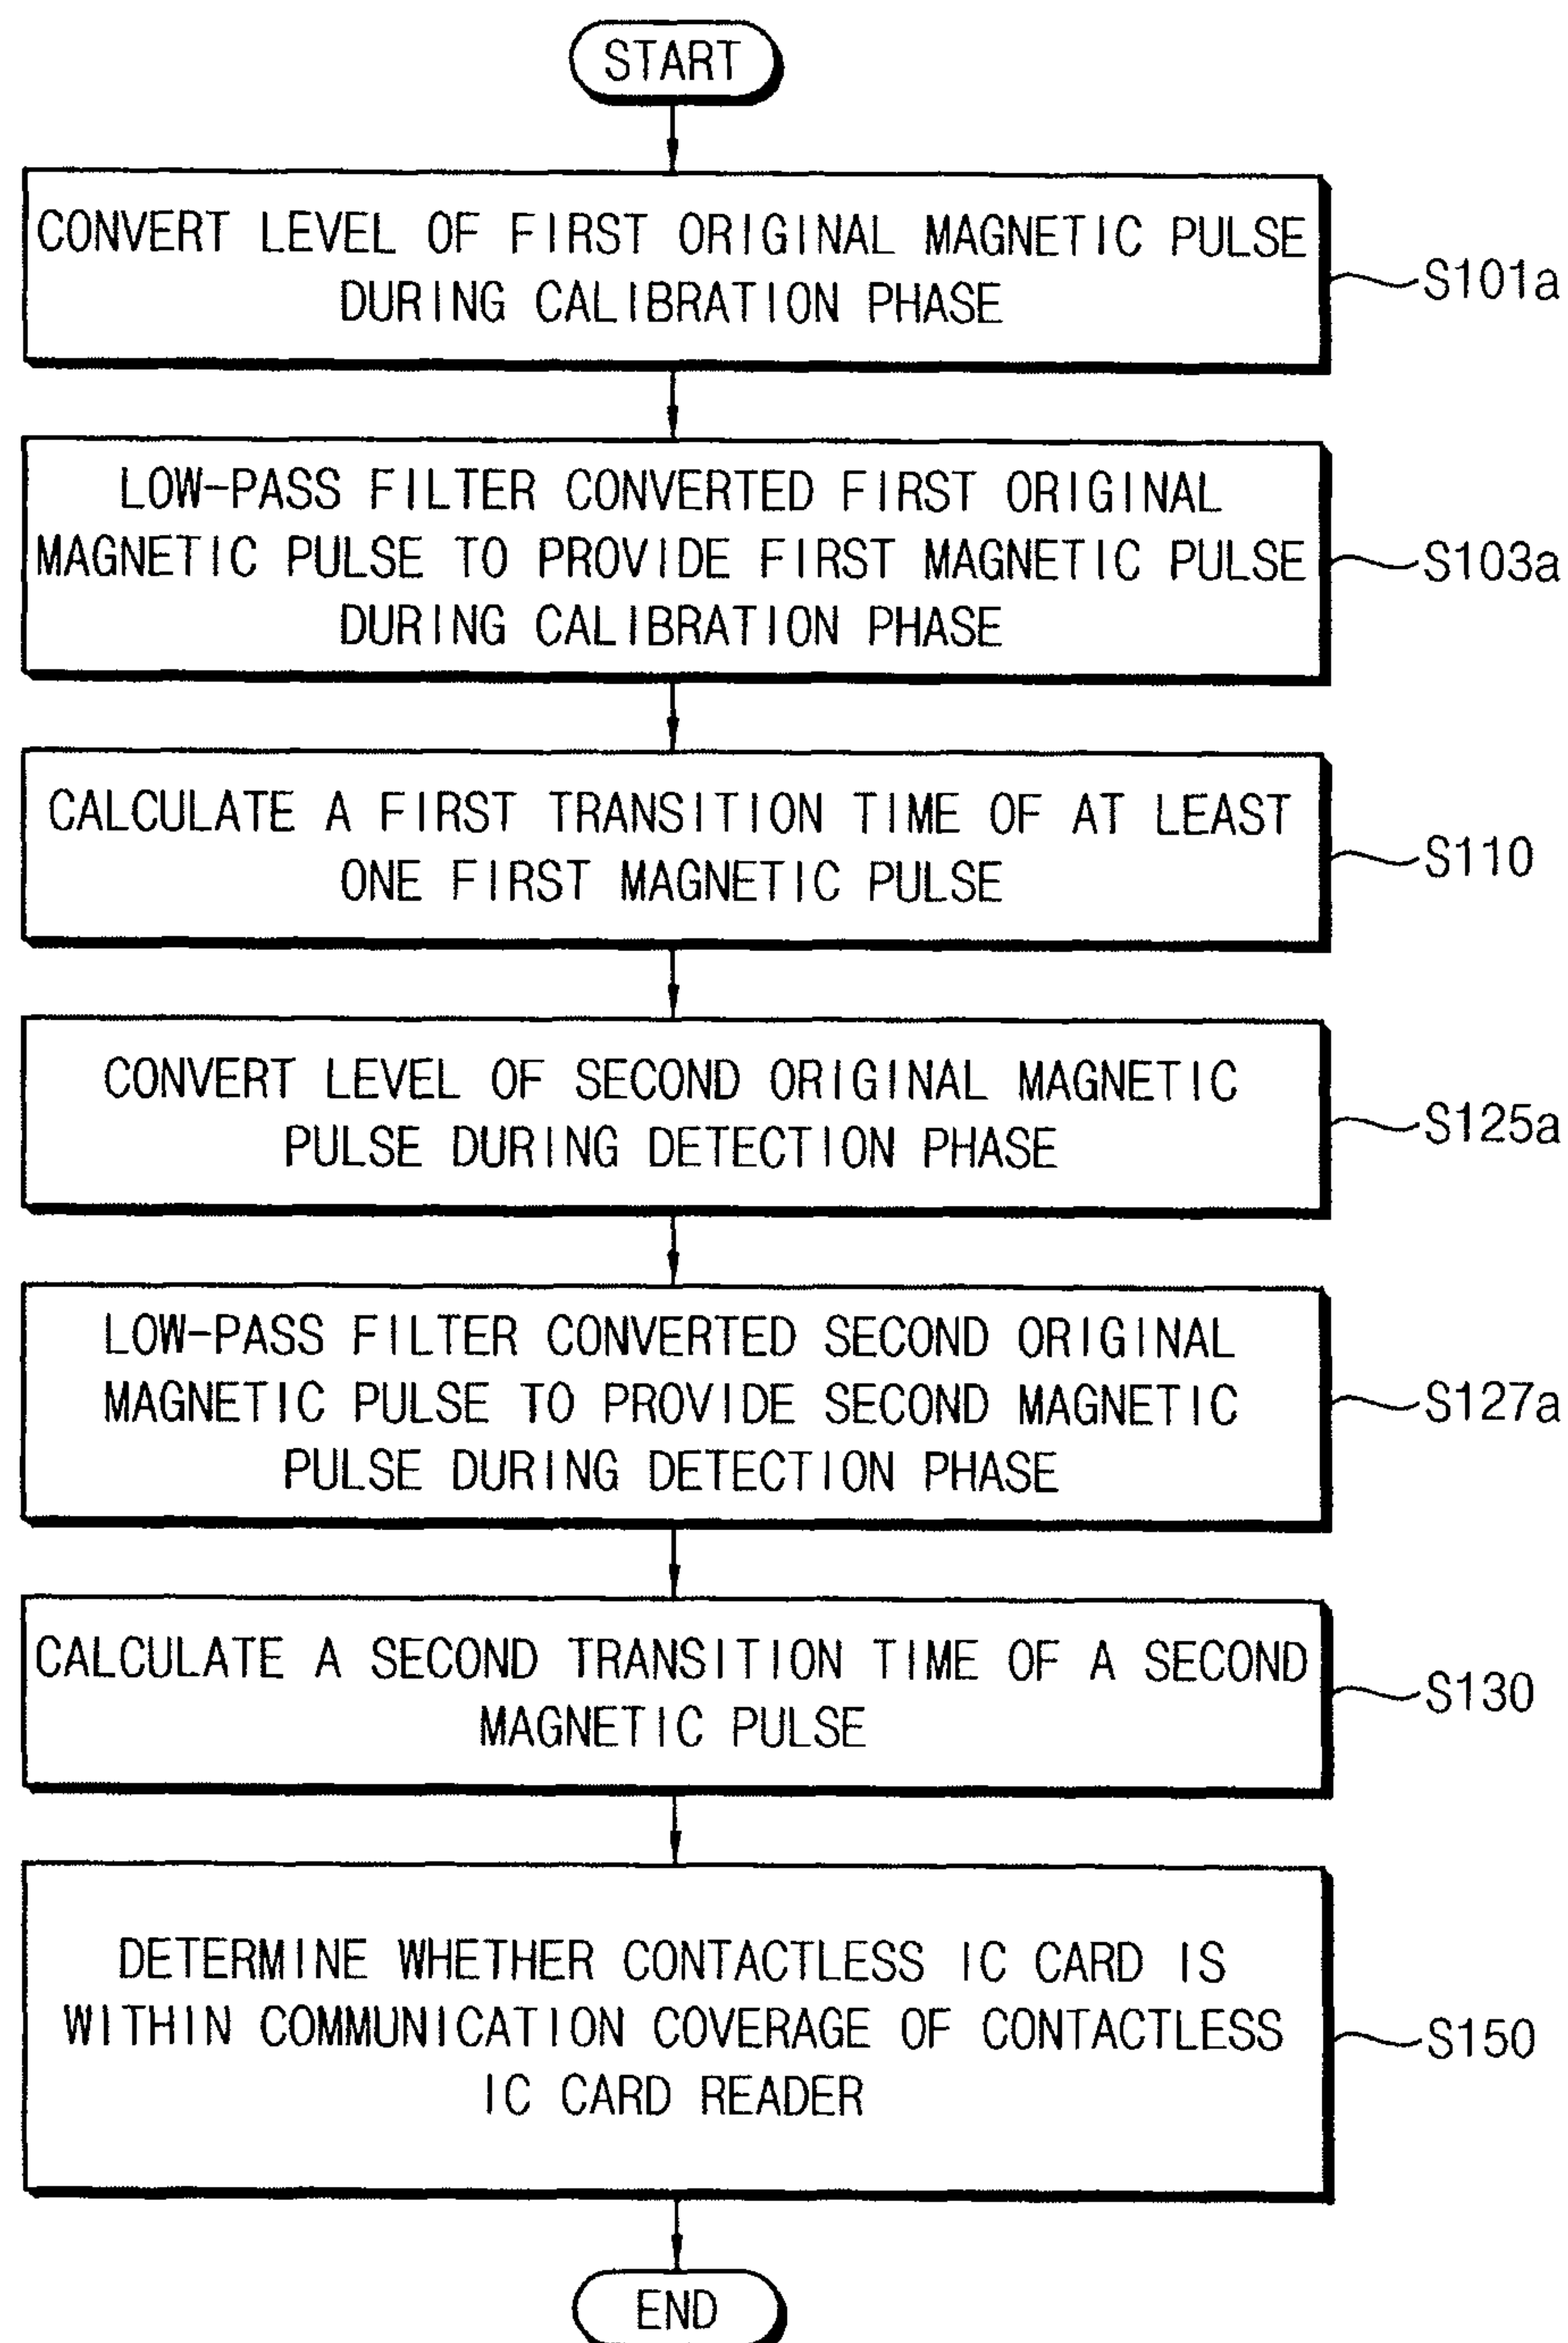 START
CONVERT LEVEL OF FIRST ORIGINAL MAGNETIC PULSE
DURING CALIBRATION PHASE
S101a
LOW-PASS FILTER CONVERTED FIRST ORIGINAL
MAGNETIC PULSE TO PROVIDE FIRST MAGNETIC PULSE
DURING CALIBRATION PHASE
S103a
CALCULATE A FIRST TRANSITION TIME OF AT LEAST
ONE FIRST MAGNETIC PULSE
S110
CONVERT LEVEL OF SECOND ORIGINAL MAGNETIC
PULSE DURING DETECTION PHASE
S125a
LOW-PASS FILTER CONVERTED SECOND ORIGINAL
MAGNETIC PULSE TO PROVIDE SECOND MAGNETIC
PULSE DURING DETECTION PHASE
S127a
CALCULATE A SECOND TRANSITION TIME OF A SECOND
MAGNETIC PULSE
S130
DETERMINE WHETHER CONTACTLESS IC CARD IS
WITHIN COMMUNICATION COVERAGE OF CONTACTLESS
IC CARD READER
S150
END